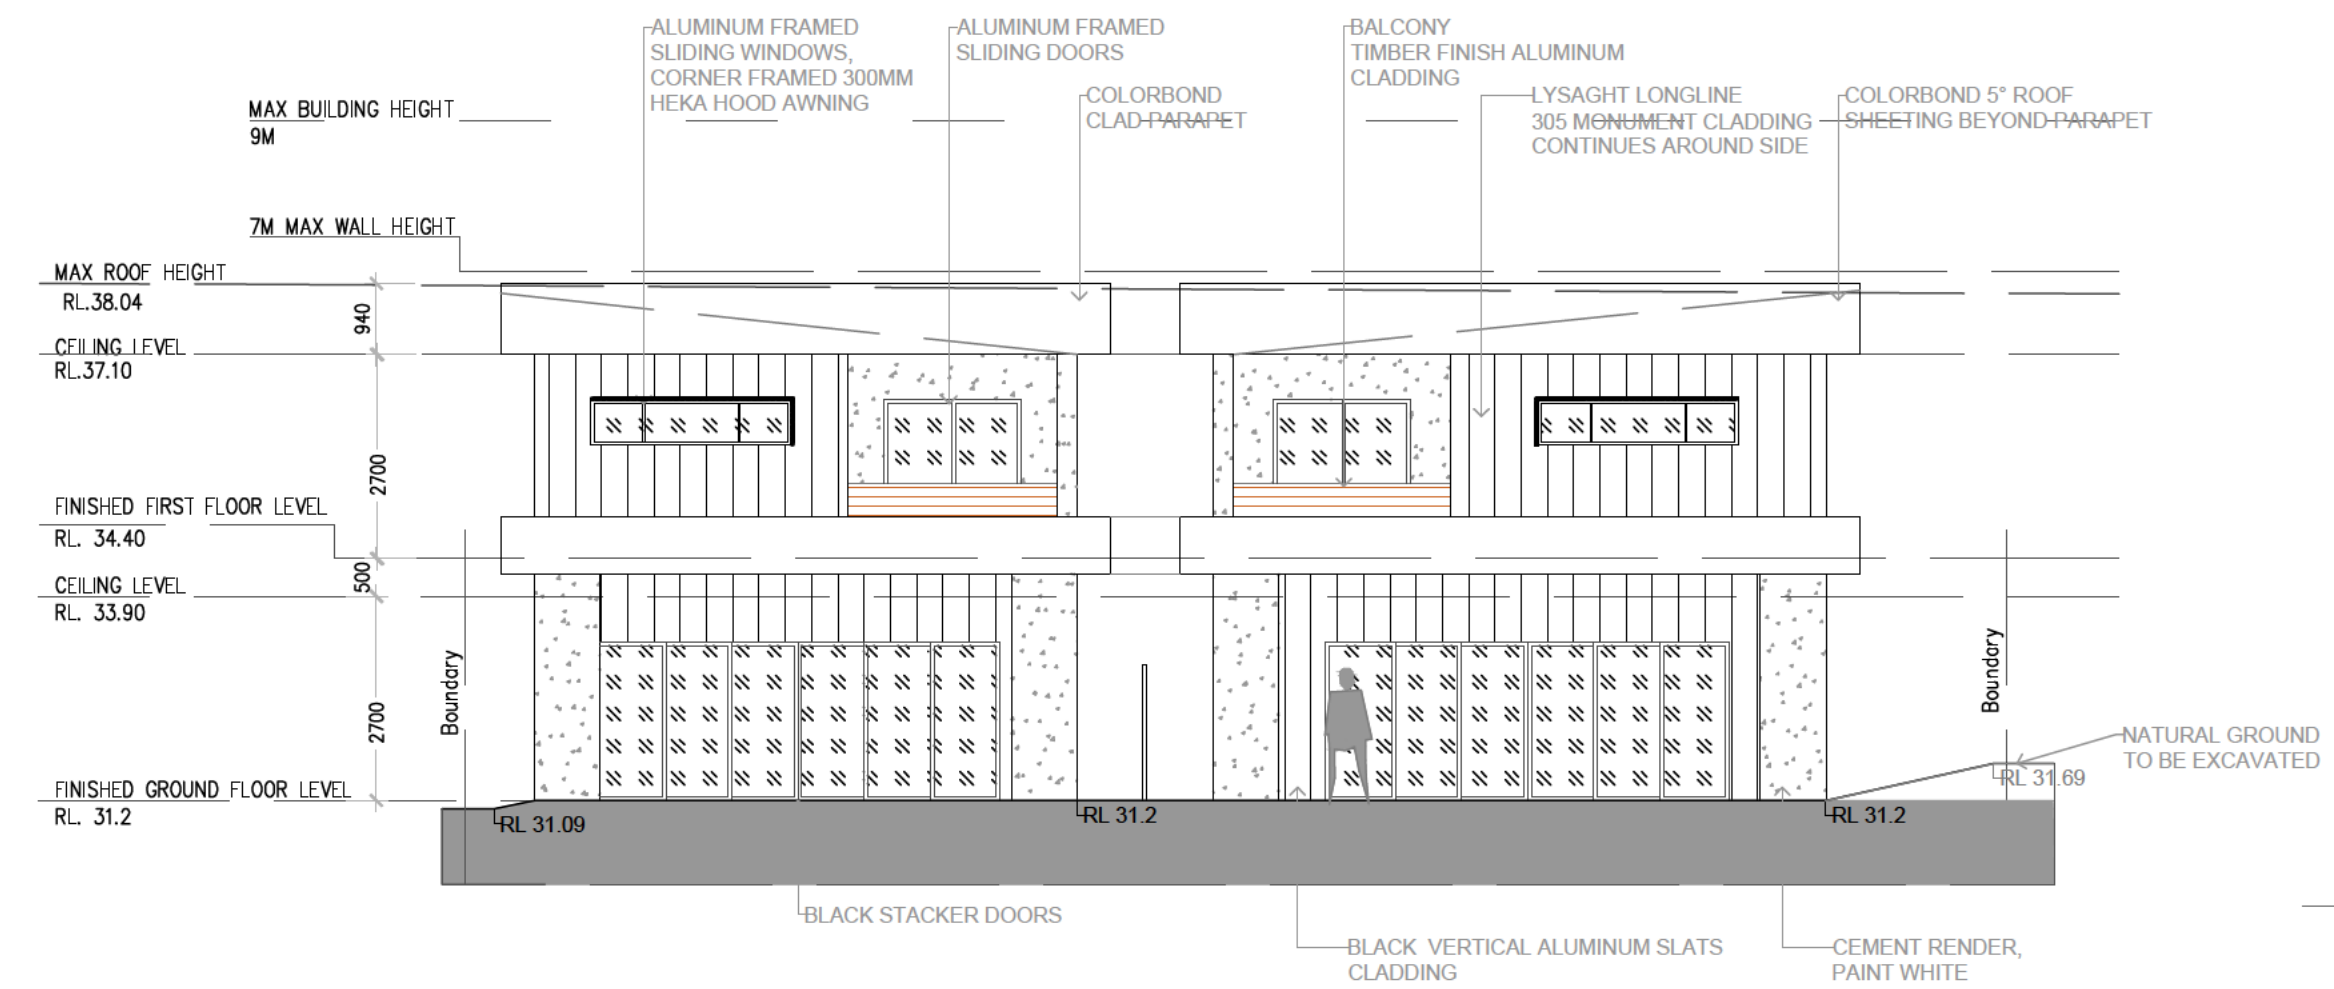 ALUMINUM FRAMED
SLIDING WINDOWS,
CORNER FRAMED 300MM
HEKA HOOD AWNING
ALUMINUM FRAMED
SLIDING DOORS
BALCONY
TIMBER FINISH ALUMINUM
CLADDING
COLORBOND
CLAD PARAPET
LYSAGHT LONGLINE
305 MONUMENT CLADDING
CONTINUES AROUND SIDE
COLORBOND 5° ROOF
SHEETING BEYOND PARAPET
MAX BUILDING HEIGHT
9M
7M MAX WALL HEIGHT
MAX ROOF HEIGHT
RL.38.04
940
CEILING LEVEL
RL.37.10
2700
FINISHED FIRST FLOOR LEVEL
RL. 34.40
500
CEILING LEVEL
RL. 33.90
Boundary
Boundary
2700
NATURAL GROUND
TO BE EXCAVATED
RL 31.69
FINISHED GROUND FLOOR LEVEL
RL. 31.2
RL 31.09
RL 31.2
RL 31.2
BLACK STACKER DOORS
BLACK VERTICAL ALUMINUM SLATS
CLADDING
CEMENT RENDER,
PAINT WHITE